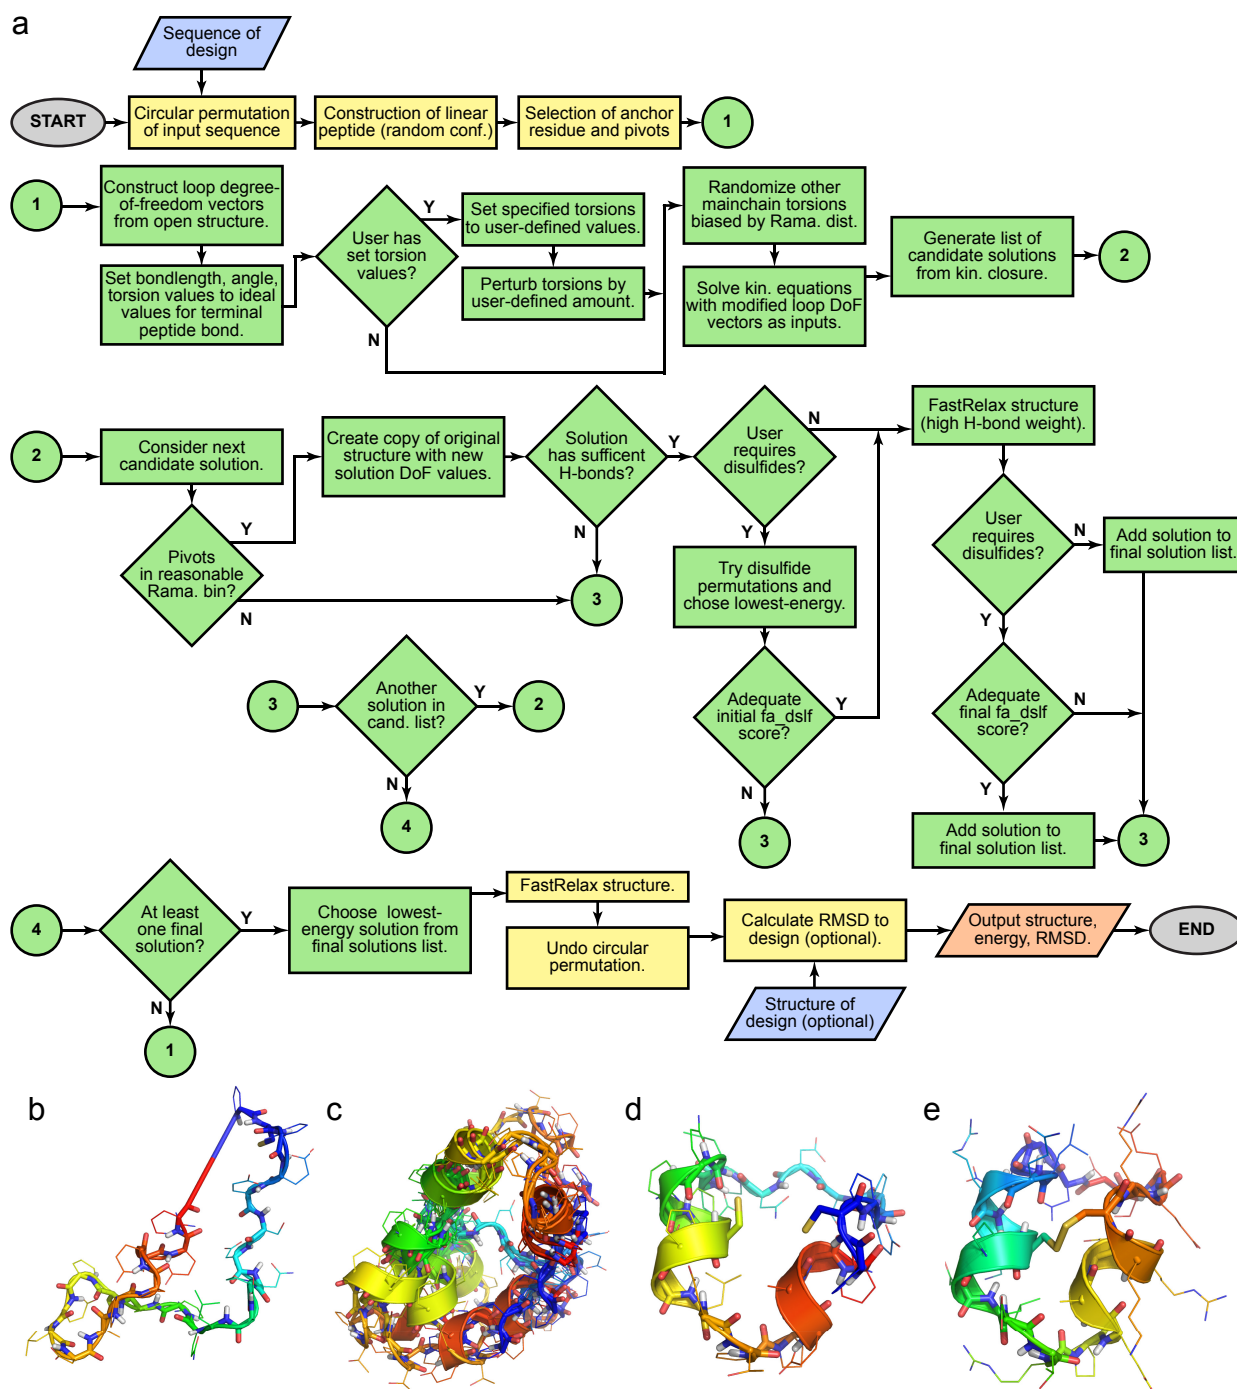 a
Sequence of
design
START
Circular permutation
of input sequence
Construction of linear
peptide (random conf.)
Selection of anchor
residue and pivots
1
1
Construct loop degree-
of-freedom vectors
from open structure.
Set bondlength, angle,
torsion values to ideal
values for terminal
peptide bond.
User has
set torsion
values?
Y
N
Set specified torsions
to user-defined values.
Perturb torsions by
user-defined amount.
Randomize other
mainchain torsions
biased by Rama. dist.
Solve kin. equations
with modified loop DoF
vectors as inputs.
Generate list of
candidate solutions
from kin. closure.
2
2
Consider next
candidate solution.
Pivots
in reasonable
Rama. bin?
Y
N
Create copy of original
structure with new
solution DoF values.
Solution
has sufficent
H-bonds?
Y
N
3
User
requires
disulfides?
N
Y
Try disulfide
permutations and
chose lowest-energy.
Adequate
initial fa_dslf
score?
Y
N
3
FastRelax structure
(high H-bond weight).
User
requires
disulfides?
N
Y
Add solution to
final solution list.
Adequate
final fa_dslf
score?
N
Y
Add solution to
final solution list.
3
3
Another
solution in
cand. list?
Y
2
N
4
4
At least
one final
solution?
Y
N
1
Choose lowest-
energy solution from
final solutions list.
FastRelax structure.
Undo circular
permutation.
Calculate RMSD to
design (optional).
Structure of
design (optional)
Output structure,
energy, RMSD.
END
b
c
d
e